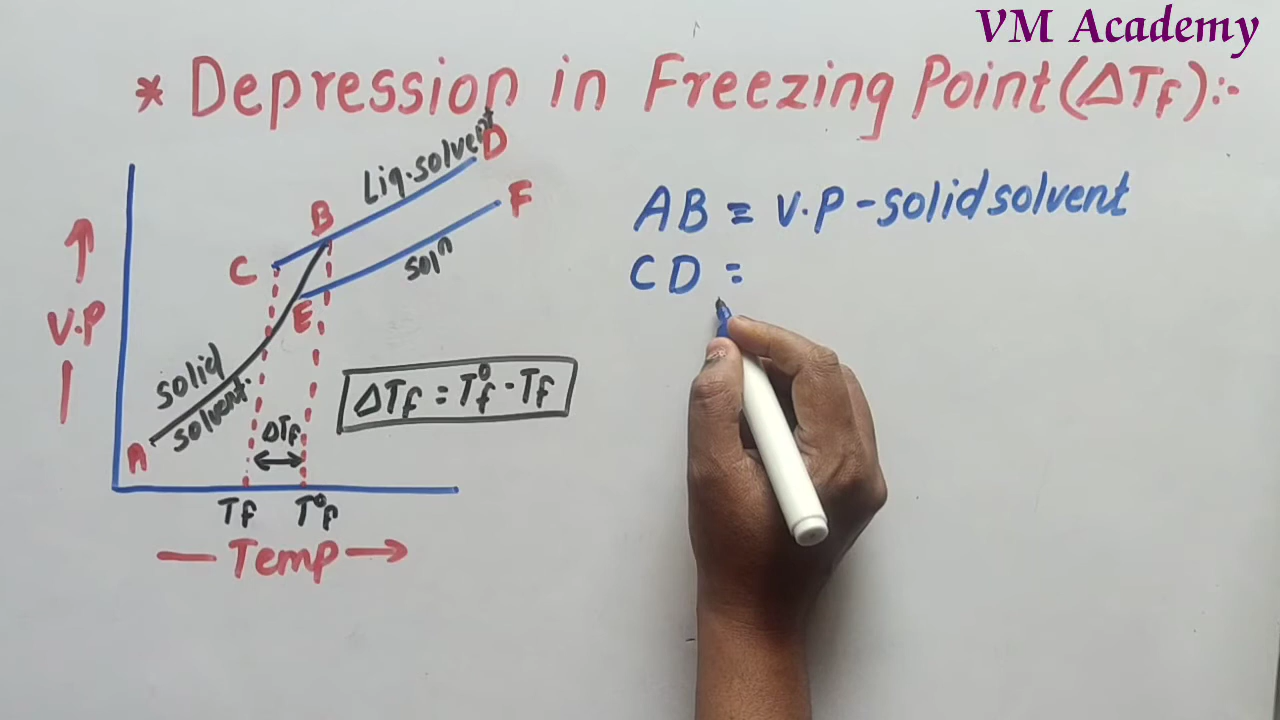 VM Academy
* Depression in Freezing Point (ΔTf):-
Liq.solvent
D
B
F
C
solⁿ
E
V.P
solid
solvent.
A
ΔTf
ΔTf = T°f - Tf
Tf T°f
Temp
AB = V.P - solid solvent
CD =